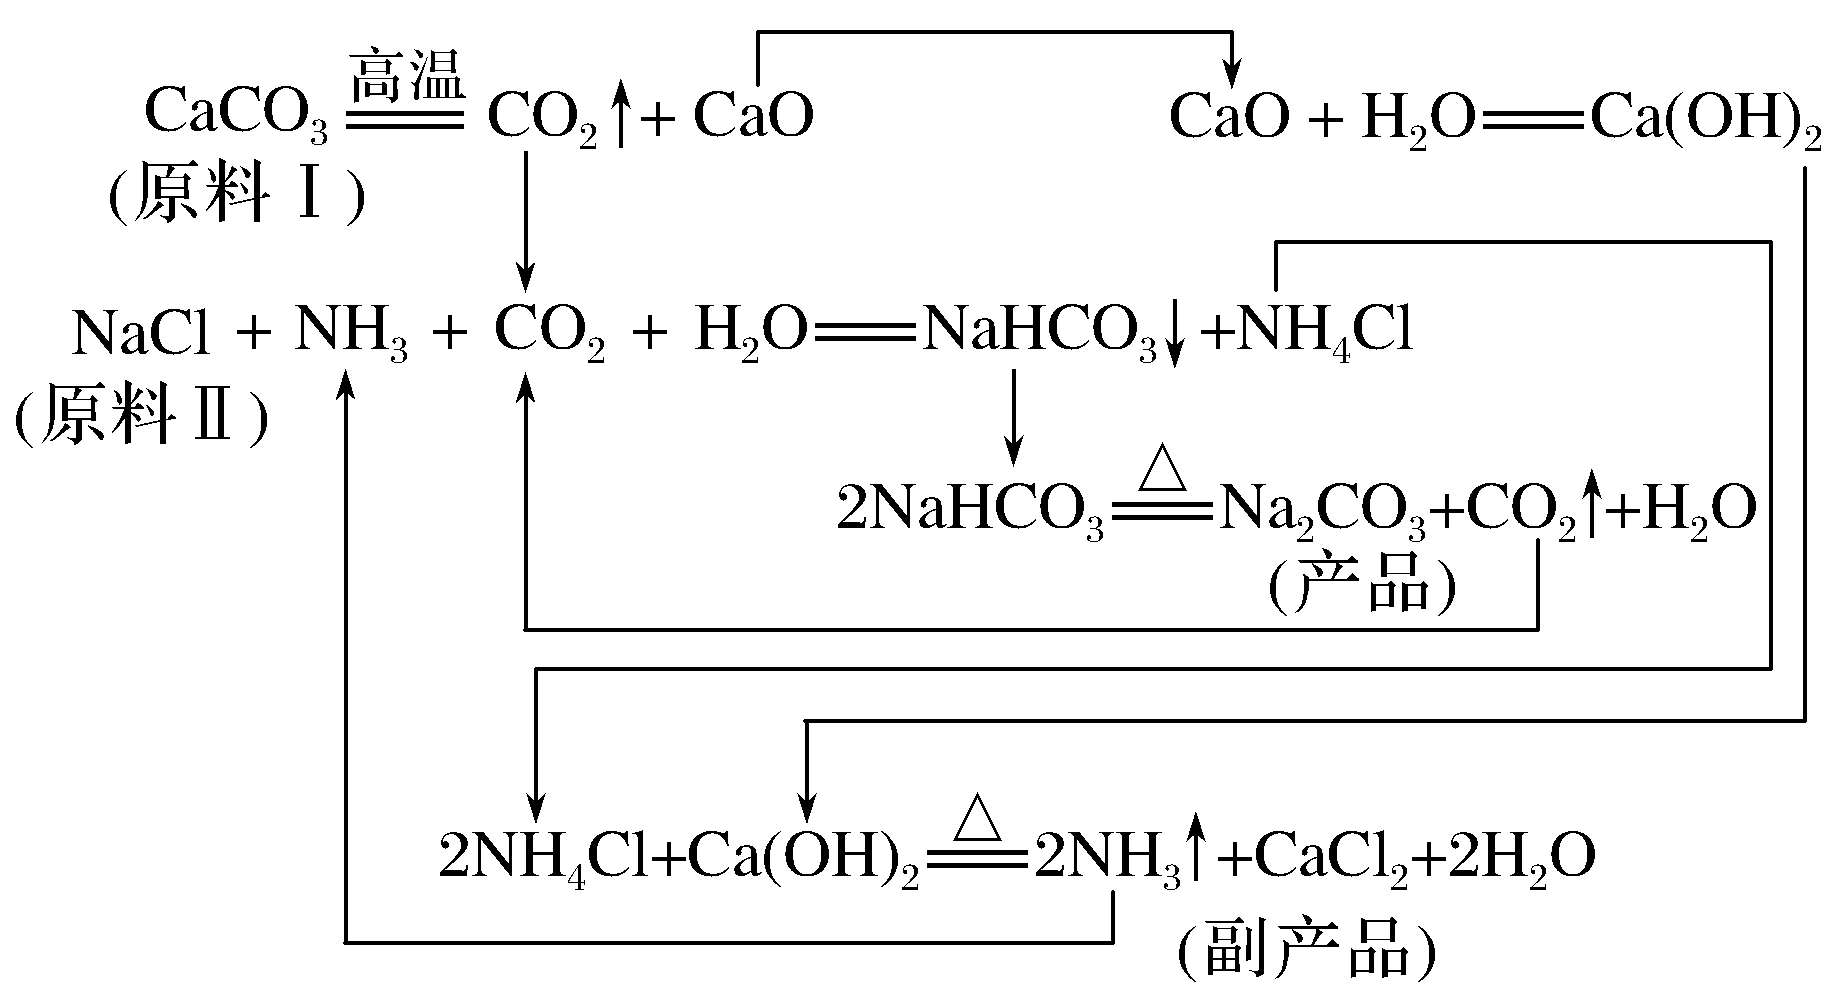 高温
CaCO₃ ══ CO₂↑ + CaO
CaO + H₂O ══ Ca(OH)₂
(原料Ⅰ)
NaCl + NH₃ + CO₂ + H₂O ══ NaHCO₃↓ +NH₄Cl
(原料Ⅱ)
△
2NaHCO₃ ══ Na₂CO₃+CO₂↑+H₂O
(产品)
△
2NH₄Cl+Ca(OH)₂ ══ 2NH₃↑+CaCl₂+2H₂O
(副产品)